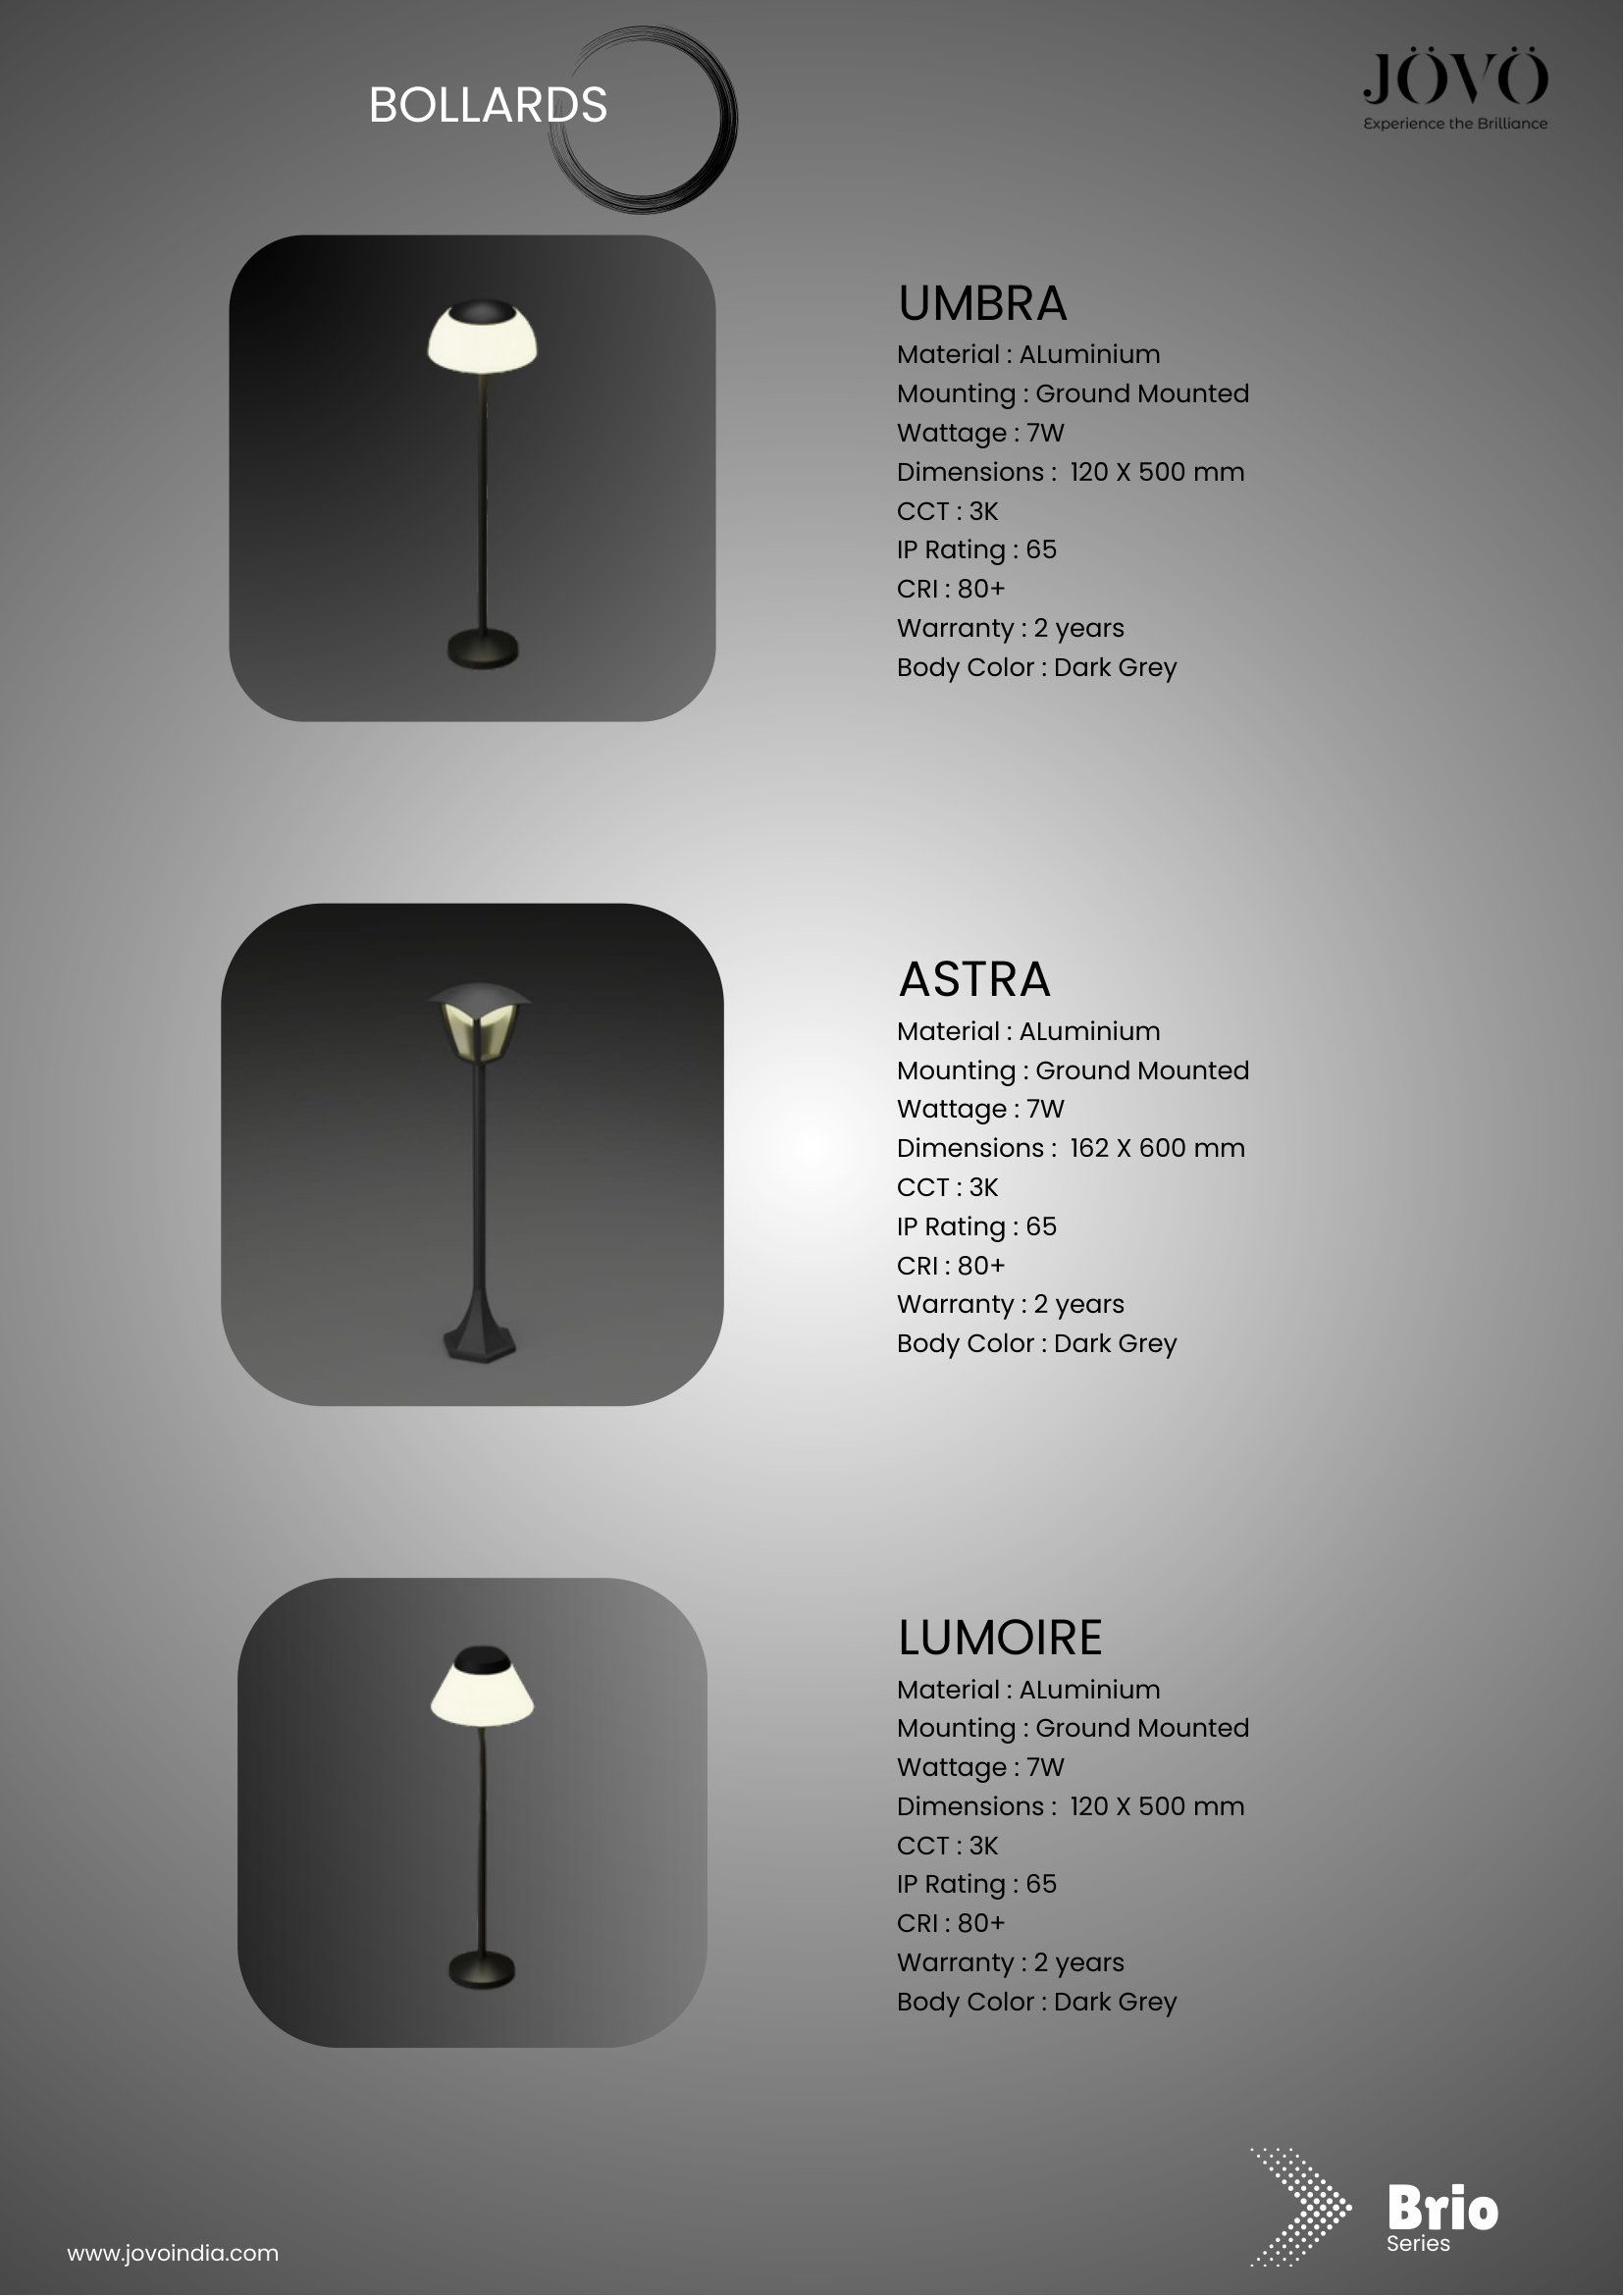 BOLLARDS
JÖVÖ
Experience the Brilliance
UMBRA
Material : ALuminium
Mounting : Ground Mounted
Wattage : 7W
Dimensions :  120 X 500 mm
CCT : 3K
IP Rating : 65
CRI : 80+
Warranty : 2 years
Body Color : Dark Grey
ASTRA
Material : ALuminium
Mounting : Ground Mounted
Wattage : 7W
Dimensions :  162 X 600 mm
CCT : 3K
IP Rating : 65
CRI : 80+
Warranty : 2 years
Body Color : Dark Grey
LUMOIRE
Material : ALuminium
Mounting : Ground Mounted
Wattage : 7W
Dimensions :  120 X 500 mm
CCT : 3K
IP Rating : 65
CRI : 80+
Warranty : 2 years
Body Color : Dark Grey
Brio
Series
www.jovoindia.com